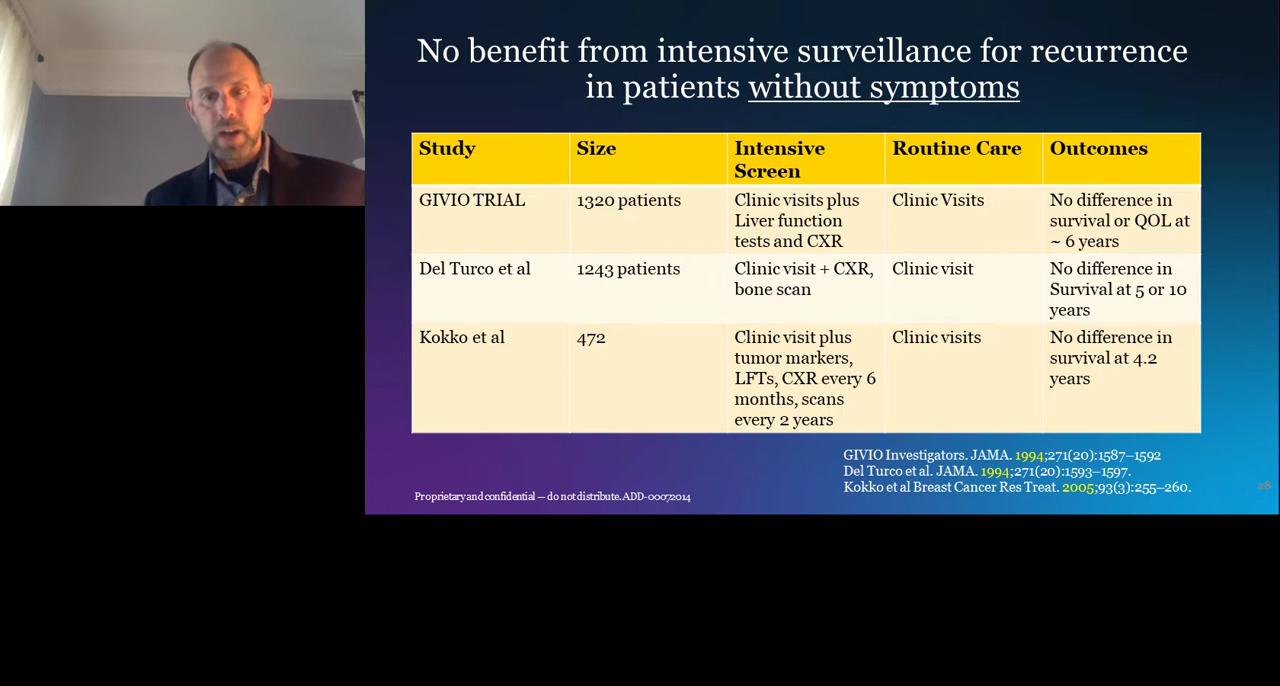 No benefit from intensive surveillance for recurrence
in patients without symptoms
Study
Size
Intensive
Screen
Routine Care
Outcomes
GIVIO TRIAL
1320 patients
Clinic visits plus
Liver function
tests and CXR
Clinic Visits
No difference in
survival or QOL at
~ 6 years
Del Turco et al
1243 patients
Clinic visit + CXR,
bone scan
Clinic visit
No difference in
Survival at 5 or 10
years
Kokko et al
472
Clinic visit plus
tumor markers,
LFTs, CXR every 6
months, scans
every 2 years
Clinic visits
No difference in
survival at 4.2
years
GIVIO Investigators. JAMA. 1994;271(20):1587–1592
Del Turco et al. JAMA. 1994;271(20):1593–1597.
Kokko et al Breast Cancer Res Treat. 2005;93(3):255–260.
Proprietary and confidential — do not distribute.
28